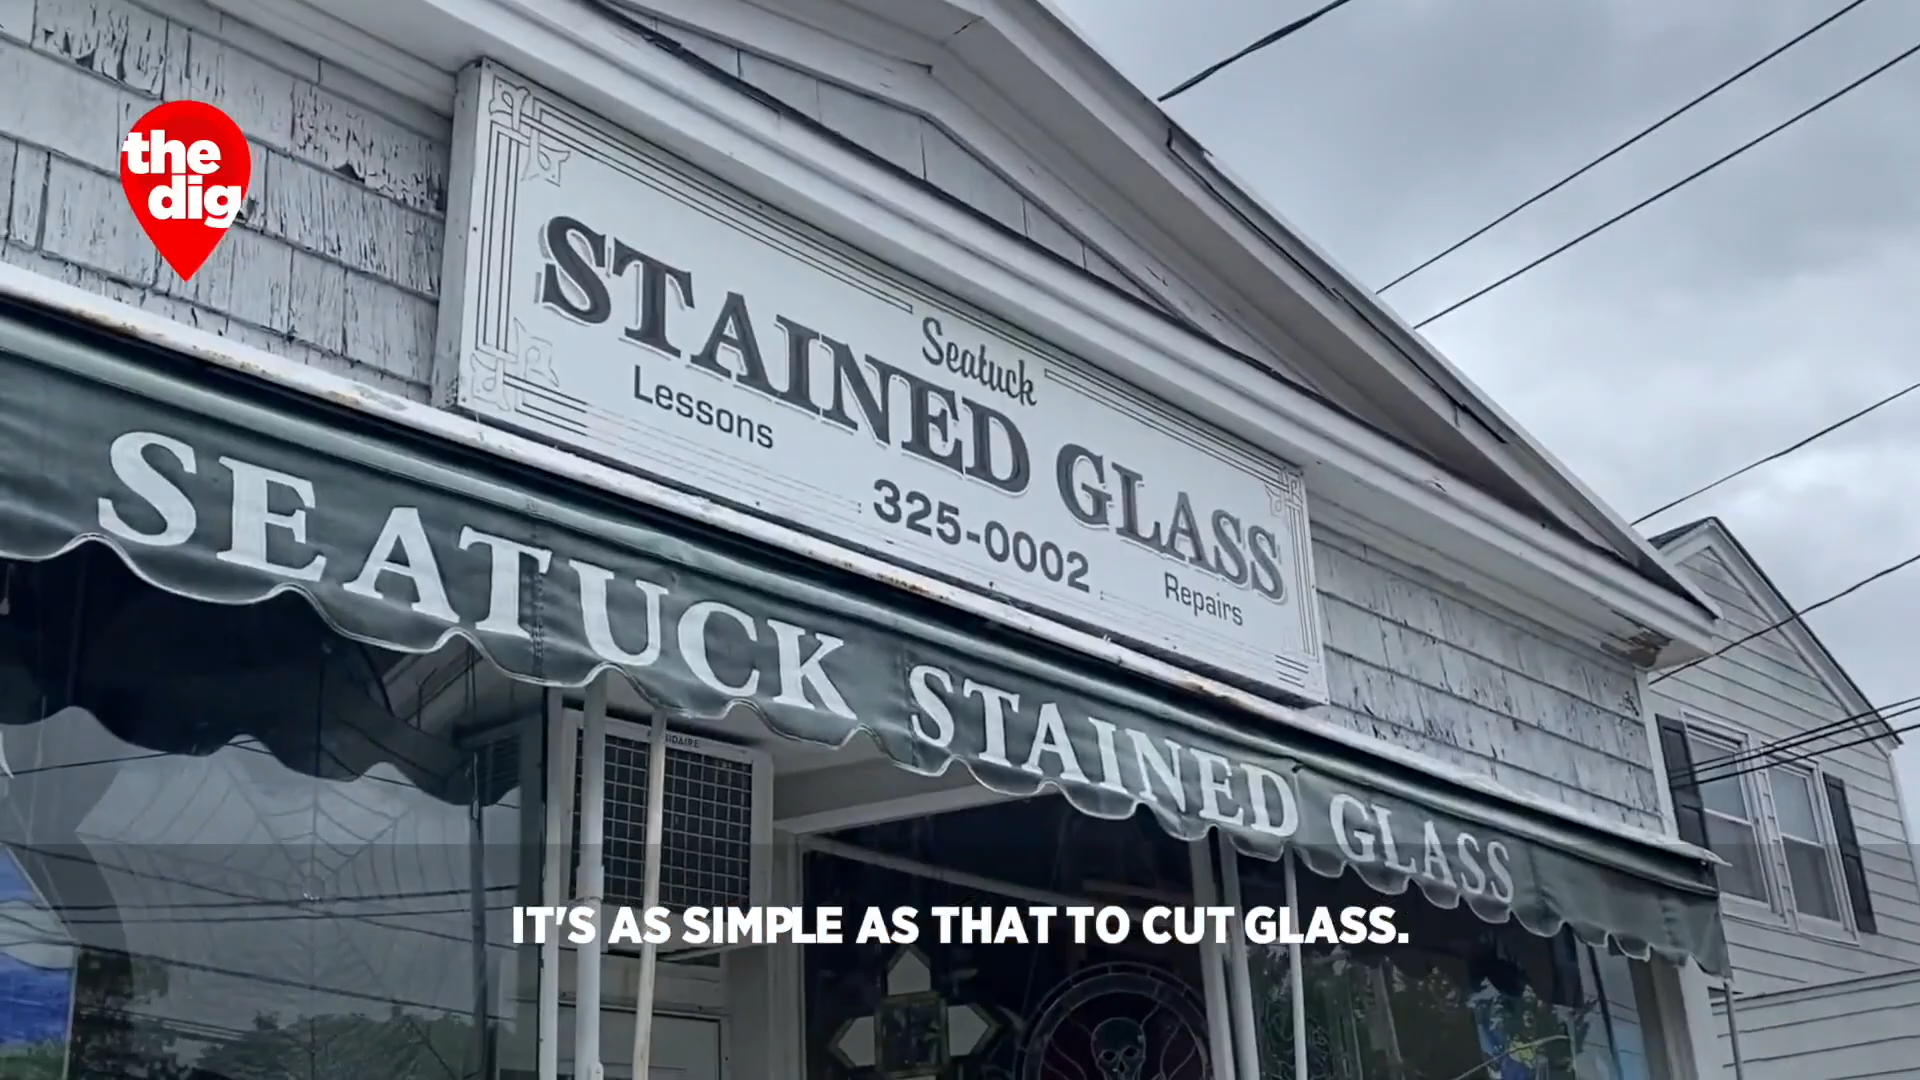 the
dig
Seatuck
STAINED GLASS
Lessons
325-0002
Repairs
SEATUCK STAINED GLASS
FRIGIDAIRE
IT'S AS SIMPLE AS THAT TO CUT GLASS.